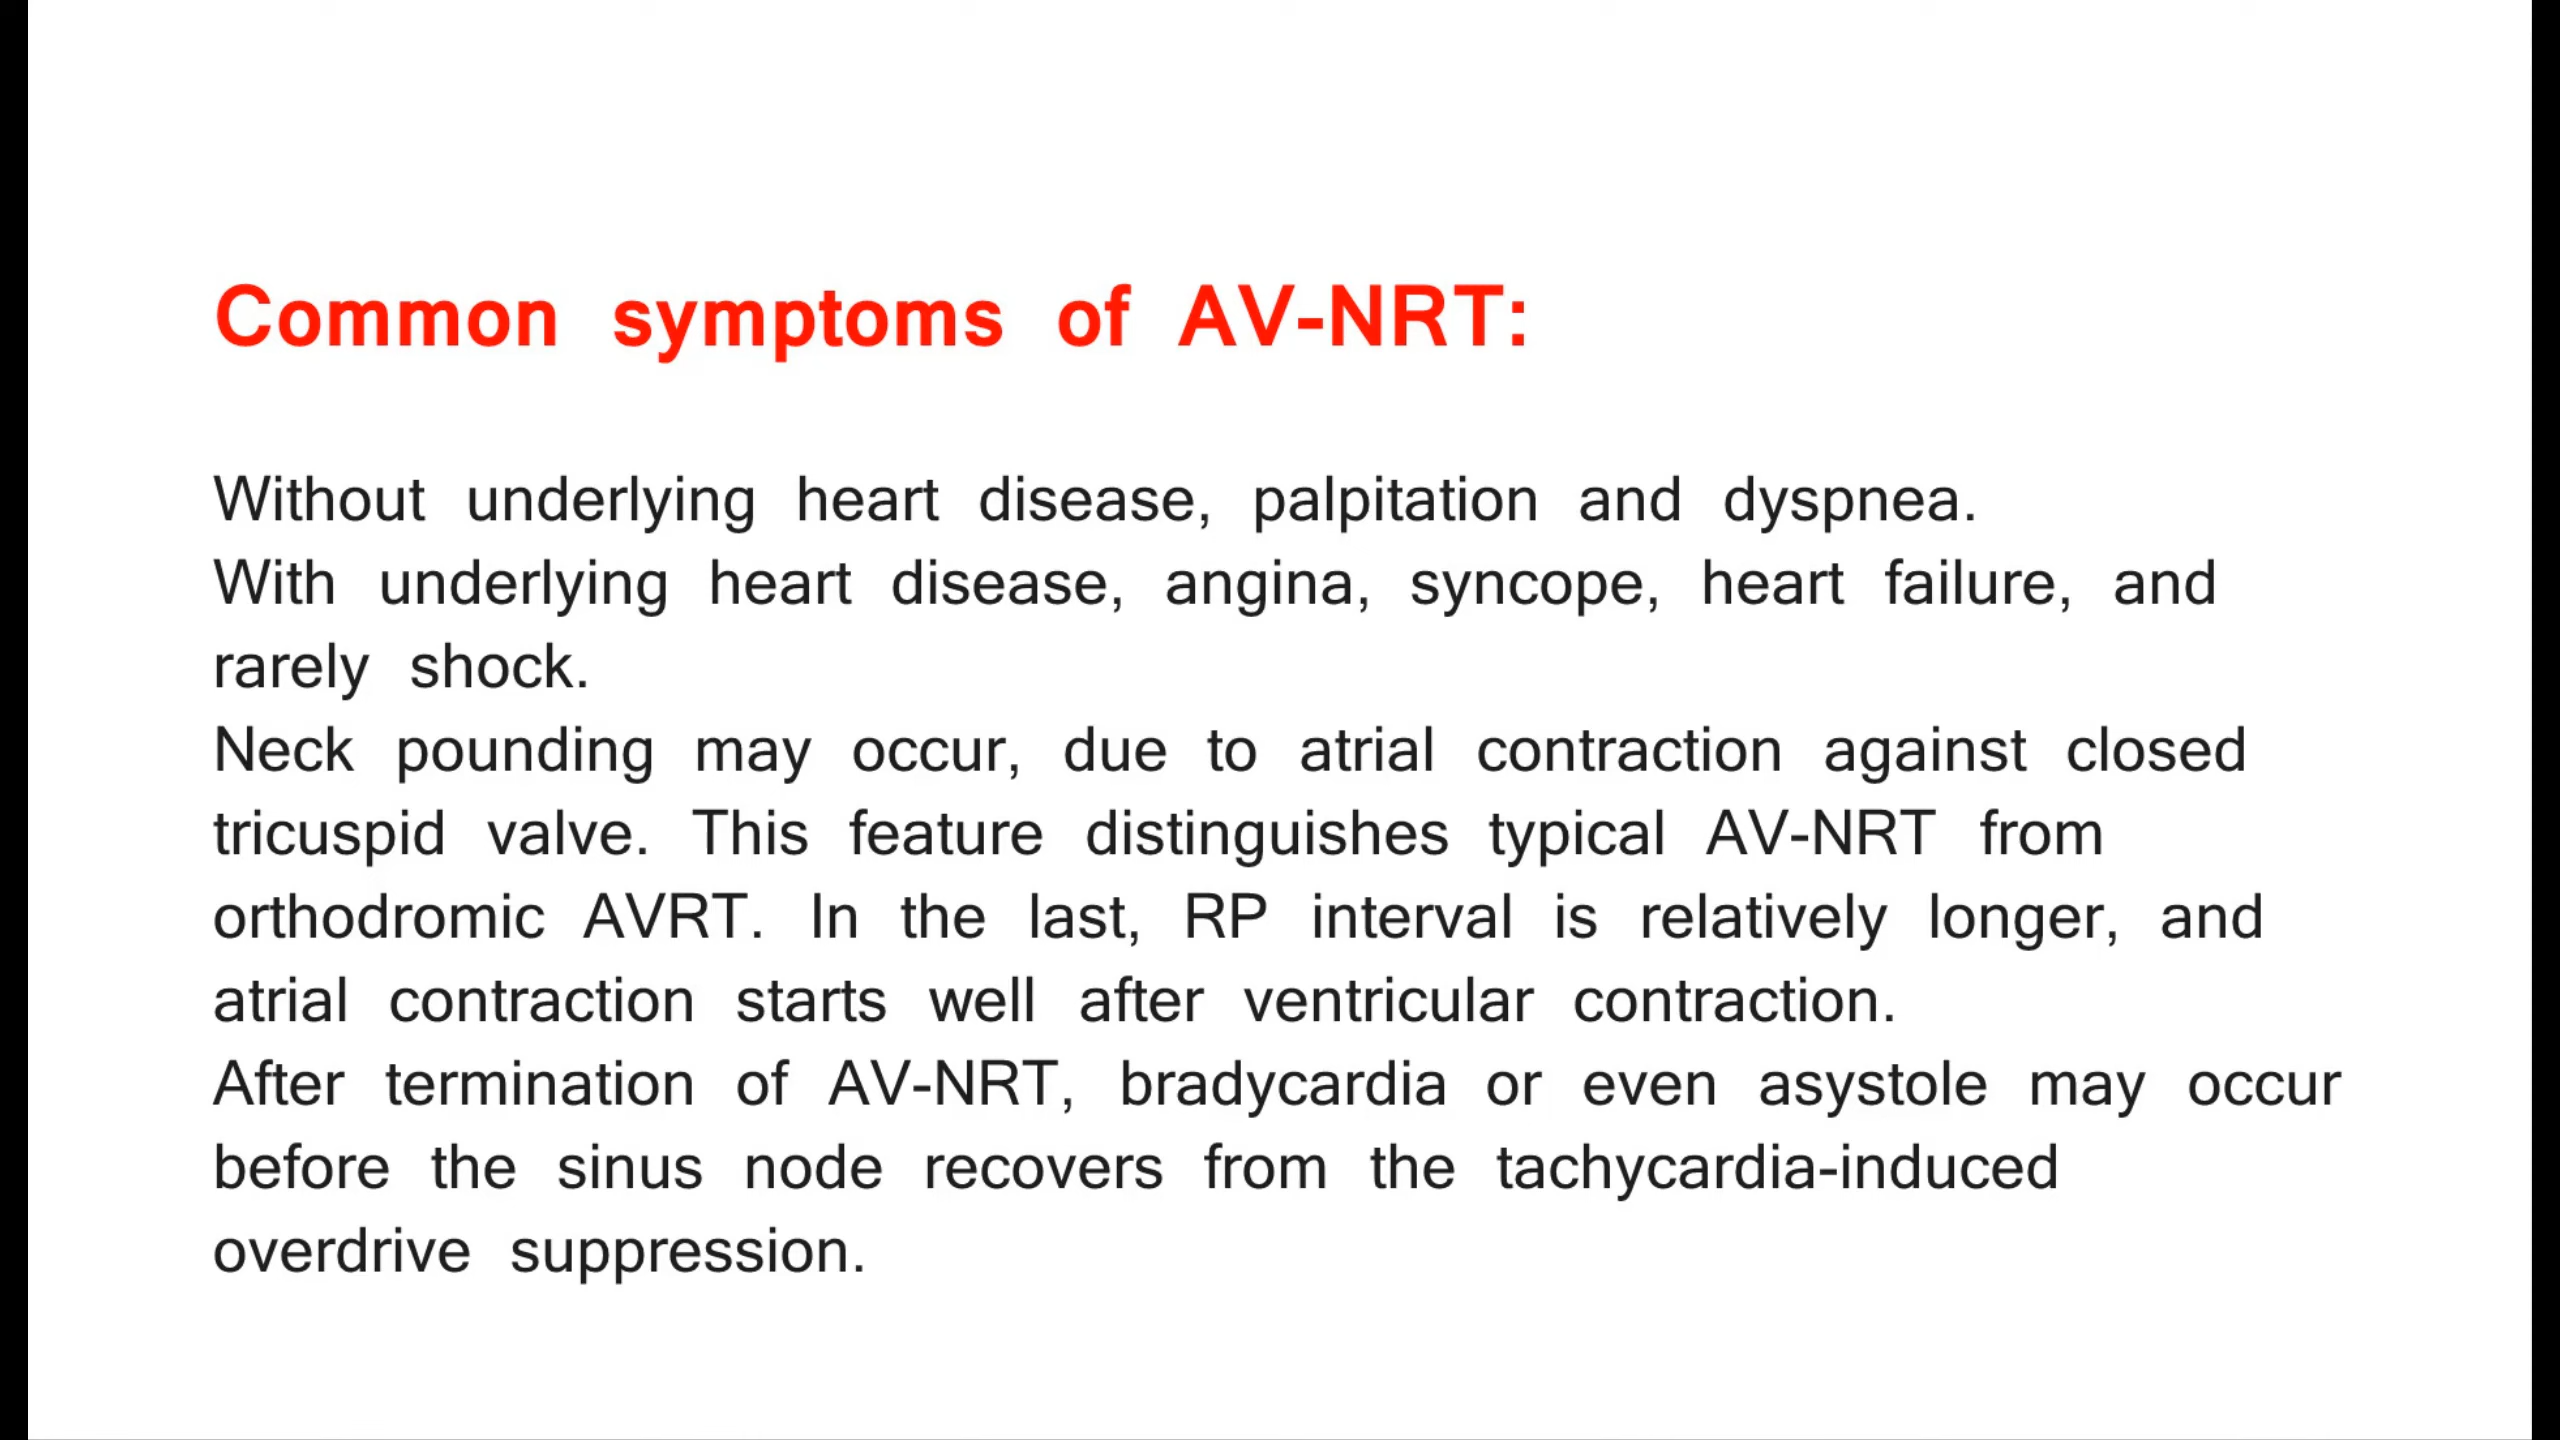 Common symptoms of AV-NRT:
Without underlying heart disease, palpitation and dyspnea.
With underlying heart disease, angina, syncope, heart failure, and
rarely shock.
Neck pounding may occur, due to atrial contraction against closed
tricuspid valve. This feature distinguishes typical AV-NRT from
orthodromic AVRT. In the last, RP interval is relatively longer, and
atrial contraction starts well after ventricular contraction.
After termination of AV-NRT, bradycardia or even asystole may occur
before the sinus node recovers from the tachycardia-induced
overdrive suppression.